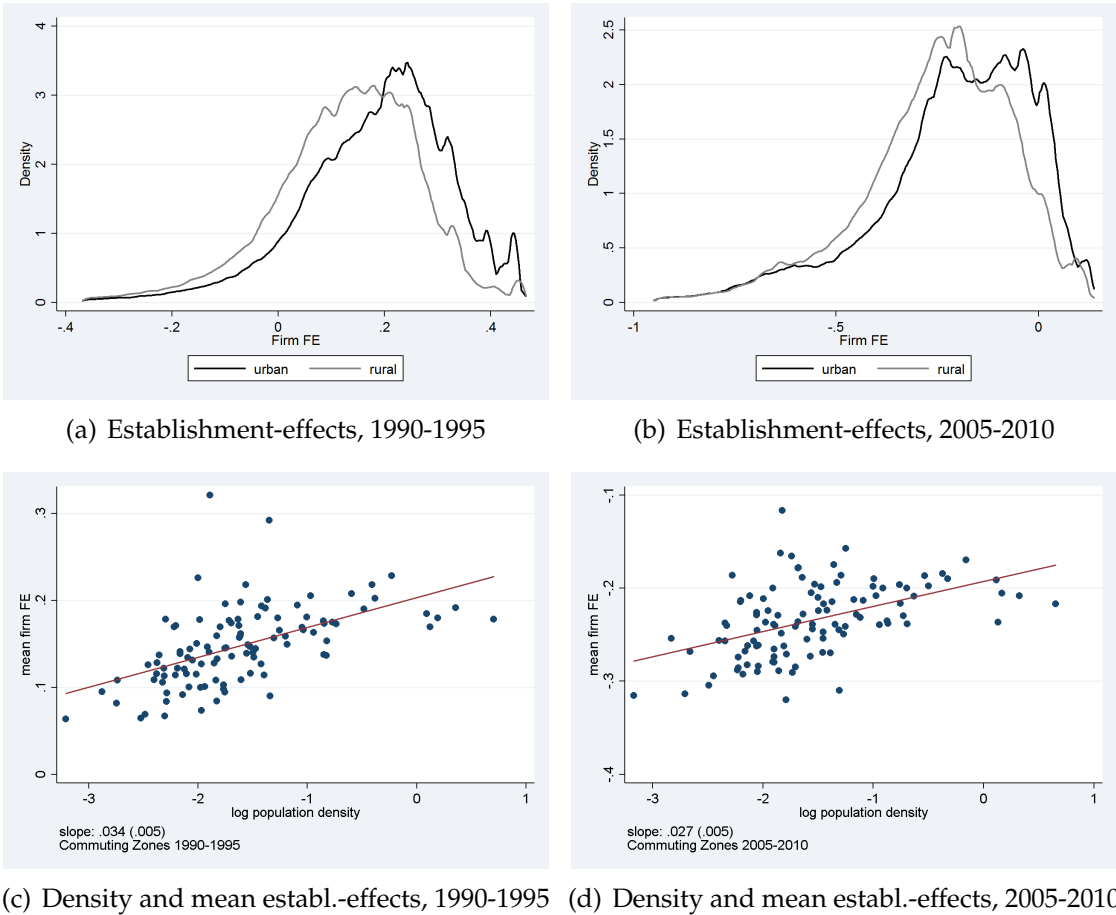 4
3
2
1
0
Density
-.4 -.2 0 .2 .4
Firm FE
urban rural
(a) Establishment-effects, 1990-1995
2.5
2
1.5
1
.5
0
Density
-1 -.5 0
Firm FE
urban rural
(b) Establishment-effects, 2005-2010
.3
.2
.1
0
mean firm FE
-3 -2 -1 0 1
log population density
slope: .034 (.005)
Commuting Zones 1990-1995
(c) Density and mean establ.-effects, 1990-1995
-.1
-.2
-.3
-.4
mean firm FE
-3 -2 -1 0 1
log population density
slope: .027 (.005)
Commuting Zones 2005-2010
(d) Density and mean establ.-effects, 2005-2010